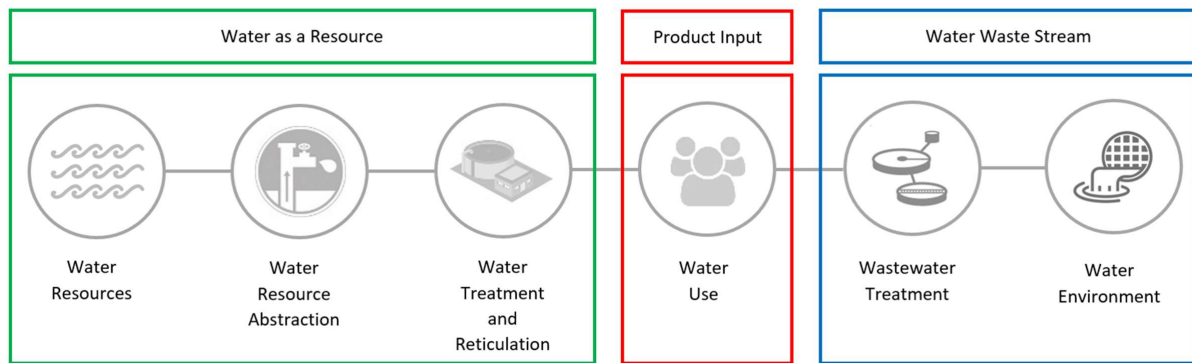 Water as a Resource
Product Input
Water Waste Stream
Water
Resources
Water
Resource
Abstraction
Water
Treatment
and
Reticulation
Water
Use
Wastewater
Treatment
Water
Environment